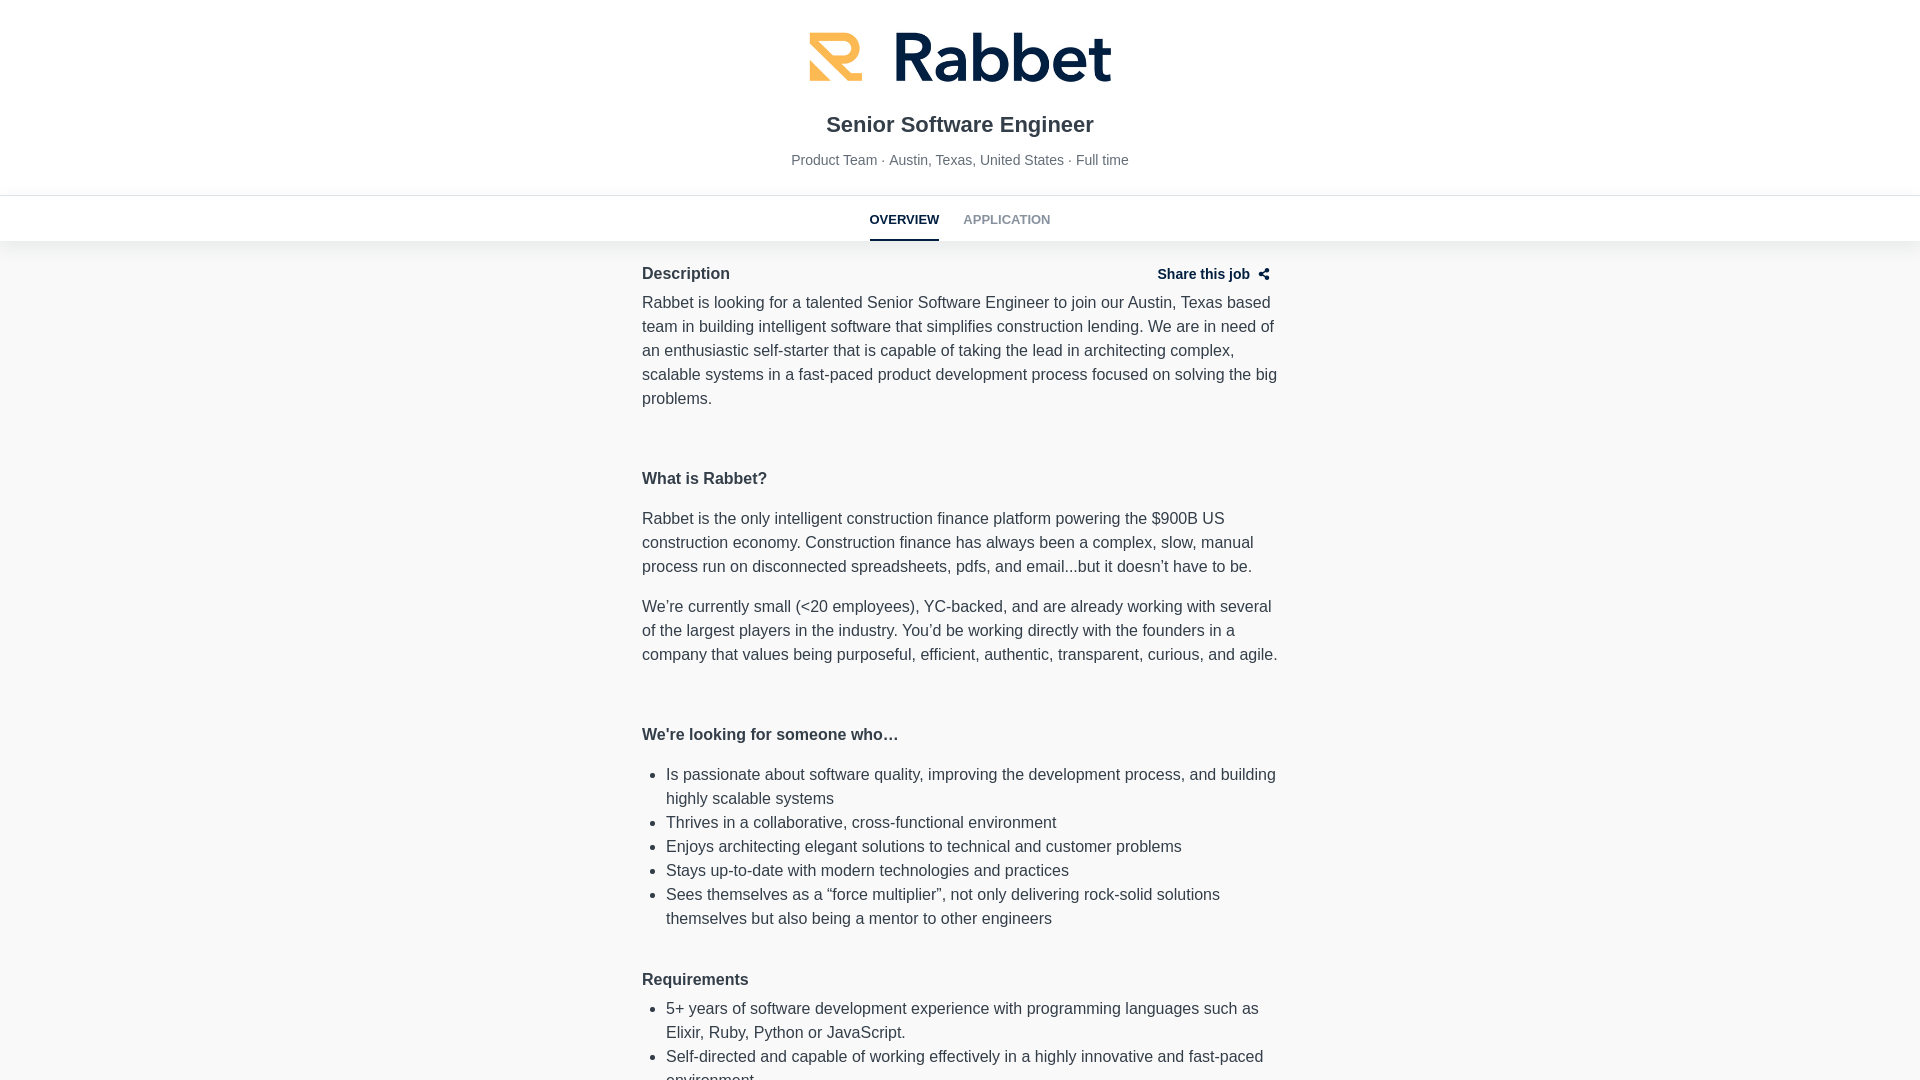 Rabbet
Senior Software Engineer
Product Team · Austin, Texas, United States · Full time
OVERVIEW APPLICATION
Description
Share this job
Rabbet is looking for a talented Senior Software Engineer to join our Austin, Texas based
team in building intelligent software that simplifies construction lending. We are in need of
an enthusiastic self-starter that is capable of taking the lead in architecting complex,
scalable systems in a fast-paced product development process focused on solving the big
problems.
What is Rabbet?
Rabbet is the only intelligent construction finance platform powering the $900B US
construction economy. Construction finance has always been a complex, slow, manual
process run on disconnected spreadsheets, pdfs, and email...but it doesn’t have to be.
We’re currently small (<20 employees), YC-backed, and are already working with several
of the largest players in the industry. You’d be working directly with the founders in a
company that values being purposeful, efficient, authentic, transparent, curious, and agile.
We're looking for someone who…
Is passionate about software quality, improving the development process, and building
highly scalable systems
Thrives in a collaborative, cross-functional environment
Enjoys architecting elegant solutions to technical and customer problems
Stays up-to-date with modern technologies and practices
Sees themselves as a “force multiplier”, not only delivering rock-solid solutions
themselves but also being a mentor to other engineers
Requirements
5+ years of software development experience with programming languages such as
Elixir, Ruby, Python or JavaScript.
Self-directed and capable of working effectively in a highly innovative and fast-paced
environment